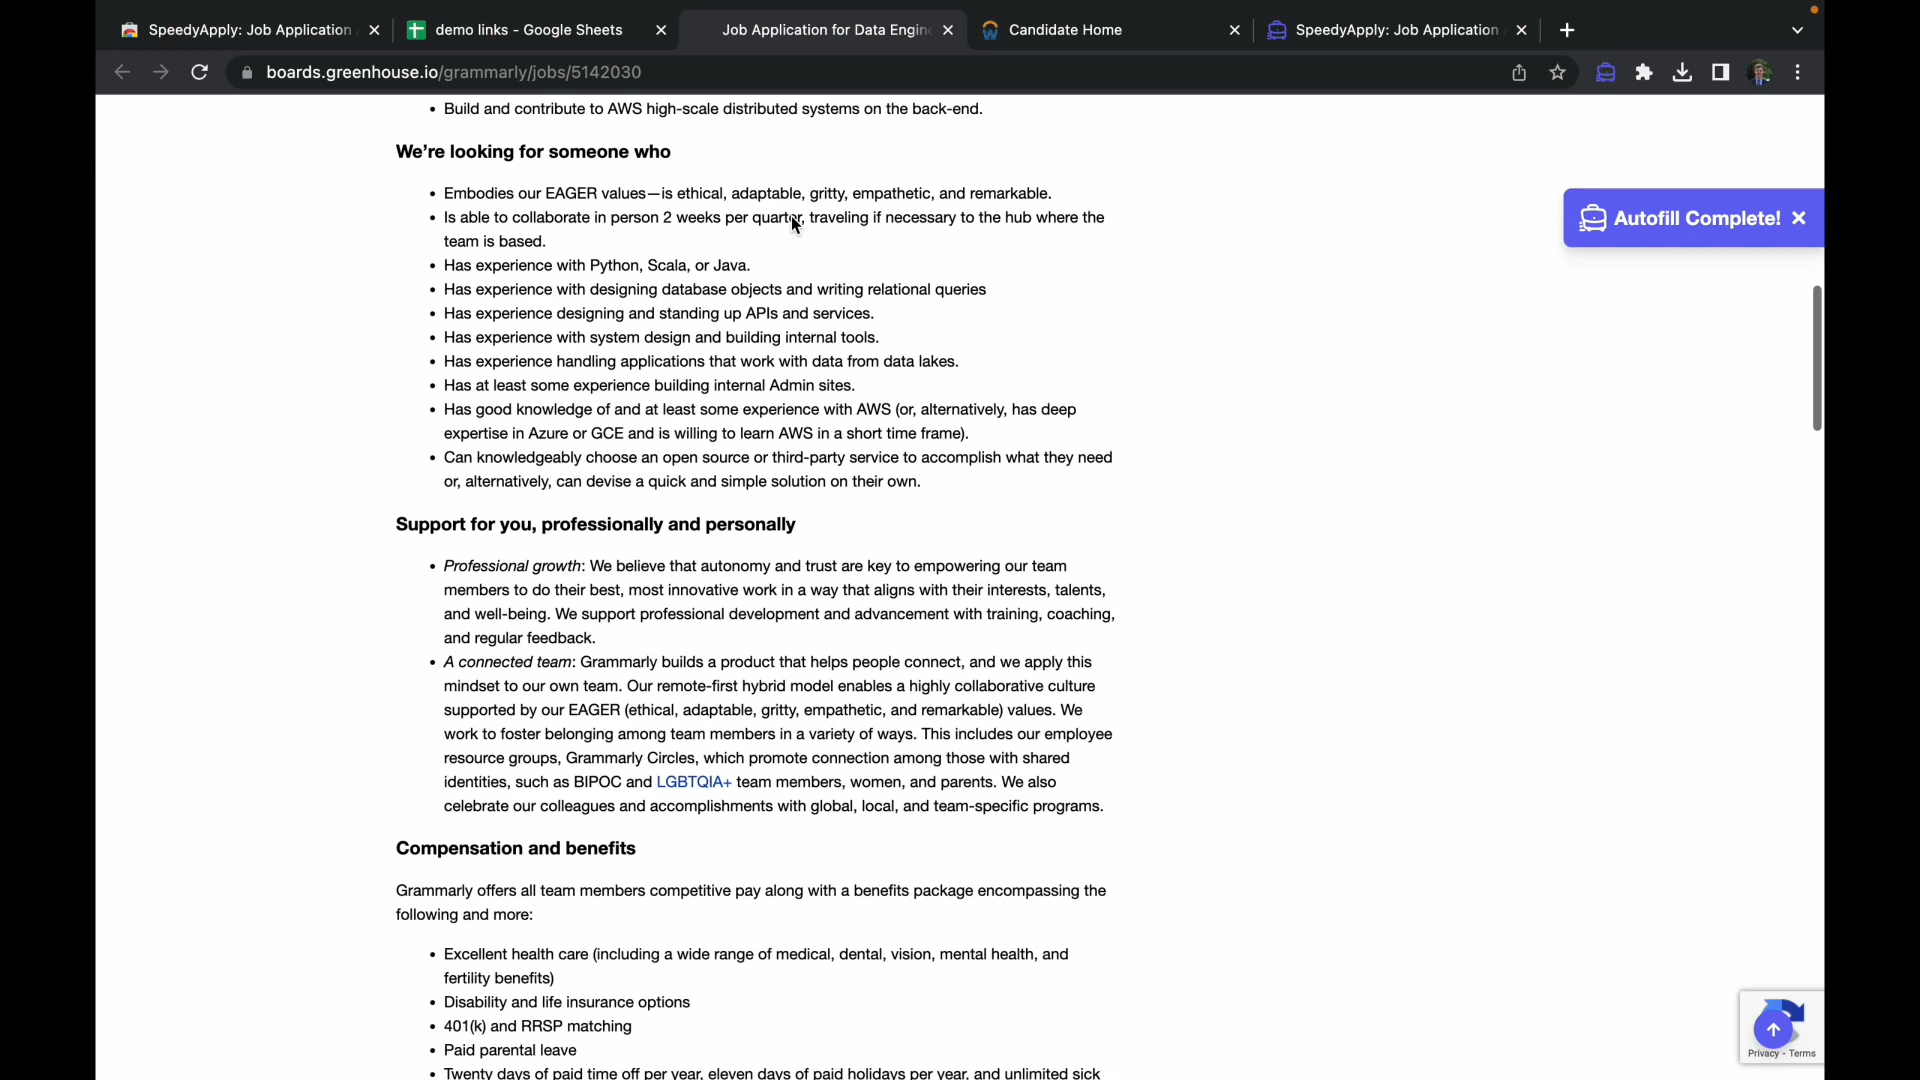 SpeedyApply: Job Application
demo links - Google Sheets
Job Application for Data Engin
Candidate Home
SpeedyApply: Job Application
boards.greenhouse.io/grammarly/jobs/5142030
• Build and contribute to AWS high-scale distributed systems on the back-end.
We're looking for someone who
• Embodies our EAGER values—is ethical, adaptable, gritty, empathetic, and remarkable.
• Is able to collaborate in person 2 weeks per quarter, traveling if necessary to the hub where the
team is based.
• Has experience with Python, Scala, or Java.
• Has experience with designing database objects and writing relational queries
• Has experience designing and standing up APIs and services.
• Has experience with system design and building internal tools.
• Has experience handling applications that work with data from data lakes.
• Has at least some experience building internal Admin sites.
• Has good knowledge of and at least some experience with AWS (or, alternatively, has deep
expertise in Azure or GCE and is willing to learn AWS in a short time frame).
• Can knowledgeably choose an open source or third-party service to accomplish what they need
or, alternatively, can devise a quick and simple solution on their own.
Support for you, professionally and personally
• Professional growth: We believe that autonomy and trust are key to empowering our team
members to do their best, most innovative work in a way that aligns with their interests, talents,
and well-being. We support professional development and advancement with training, coaching,
and regular feedback.
• A connected team: Grammarly builds a product that helps people connect, and we apply this
mindset to our own team. Our remote-first hybrid model enables a highly collaborative culture
supported by our EAGER (ethical, adaptable, gritty, empathetic, and remarkable) values. We
work to foster belonging among team members in a variety of ways. This includes our employee
resource groups, Grammarly Circles, which promote connection among those with shared
identities, such as BIPOC and LGBTQIA+ team members, women, and parents. We also
celebrate our colleagues and accomplishments with global, local, and team-specific programs.
Compensation and benefits
Grammarly offers all team members competitive pay along with a benefits package encompassing the
following and more:
• Excellent health care (including a wide range of medical, dental, vision, mental health, and
fertility benefits)
• Disability and life insurance options
• 401(k) and RRSP matching
• Paid parental leave
• Twenty days of paid time off per year, eleven days of paid holidays per year, and unlimited sick
Autofill Complete!
Privacy - Terms